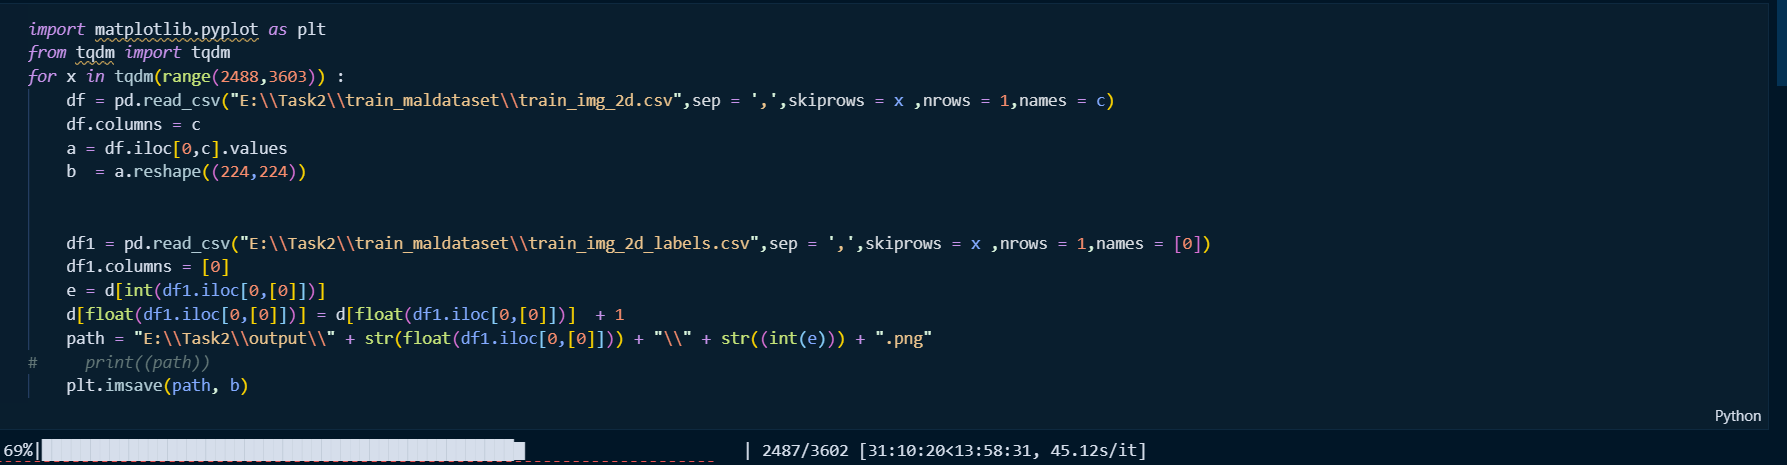 import matplotlib.pyplot as plt
from tqdm import tqdm
for x in tqdm(range(2488,3603)) :
    df = pd.read_csv("E:\\Task2\\train_maldataset\\train_img_2d.csv",sep = ',',skiprows = x ,nrows = 1,names = c)
    df.columns = c
    a = df.iloc[0,c].values
    b  = a.reshape((224,224))
    df1 = pd.read_csv("E:\\Task2\\train_maldataset\\train_img_2d_labels.csv",sep = ',',skiprows = x ,nrows = 1,names = [0])
    df1.columns = [0]
    e = d[int(df1.iloc[0,[0]])]
    d[float(df1.iloc[0,[0]])] = d[float(df1.iloc[0,[0]])]  + 1
    path = "E:\\Task2\\output\\" + str(float(df1.iloc[0,[0]])) + "\\" + str((int(e))) + ".png"
#     print((path))
    plt.imsave(path, b)
Python
69%| | 2487/3602 [31:10:20<13:58:31, 45.12s/it]